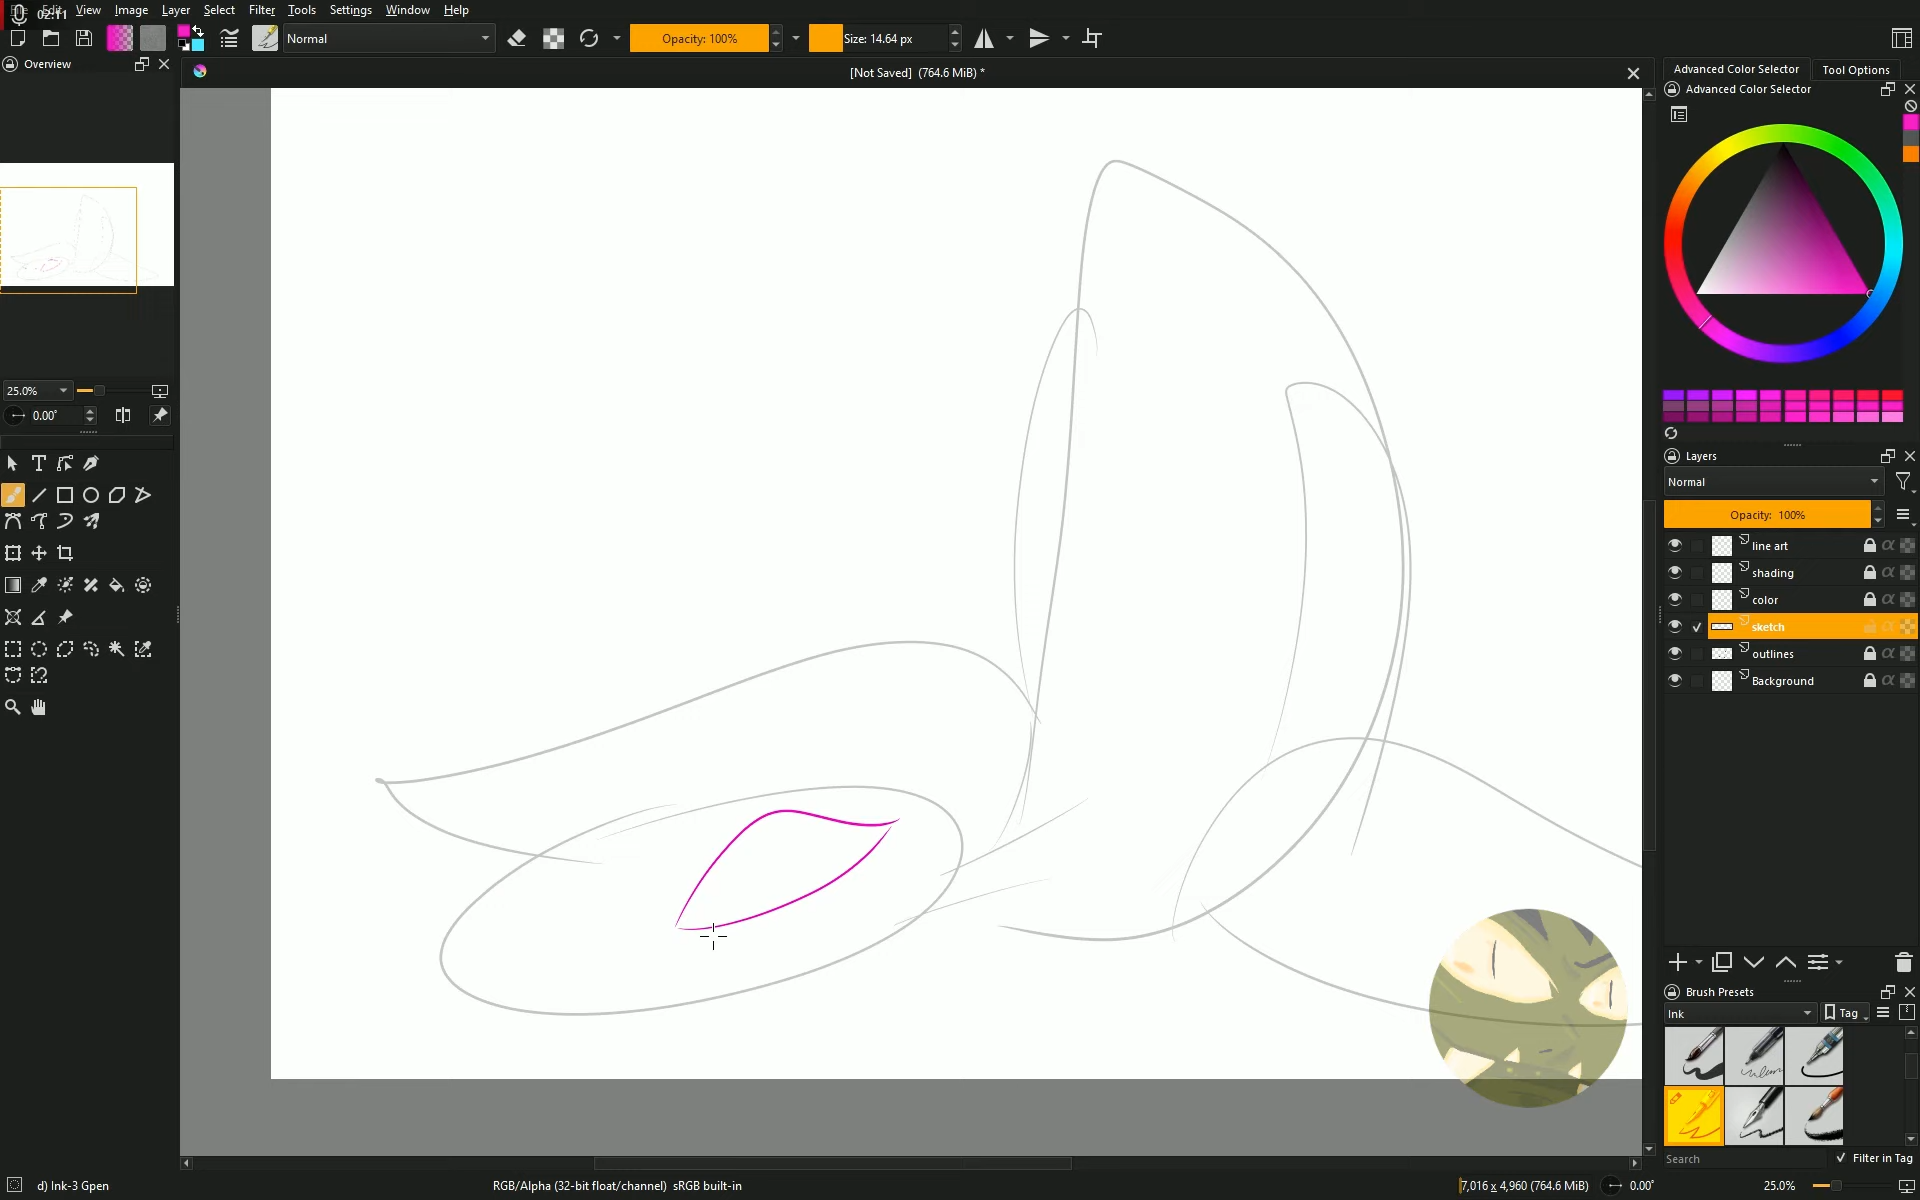 02:11
File Edit View Image Layer Select Filter Tools Settings Window Help
Normal
Opacity: 100%
Size: 14.64 px
Overview
[Not Saved] (764.6 MiB) *
Advanced Color Selector
Tool Options
Advanced Color Selector
25.0%
0.00°
Layers
Normal
Opacity: 100%
line art
shading
color
sketch
outlines
Background
Brush Presets
Ink
Tag
Search
Filter in Tag
d) Ink-3 Gpen
RGB/Alpha (32-bit float/channel) sRGB built-in
7,016 x 4,960 (764.6 MiB)
0.00°
25.0%